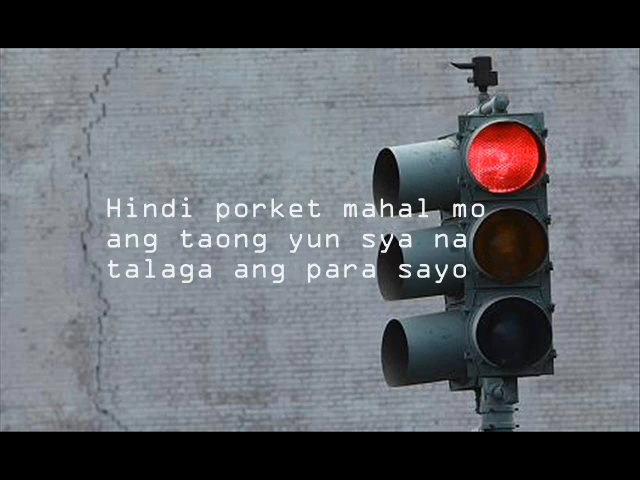 Hindi porket mahal mo
ang taong yun sya na
talaga ang para sayo